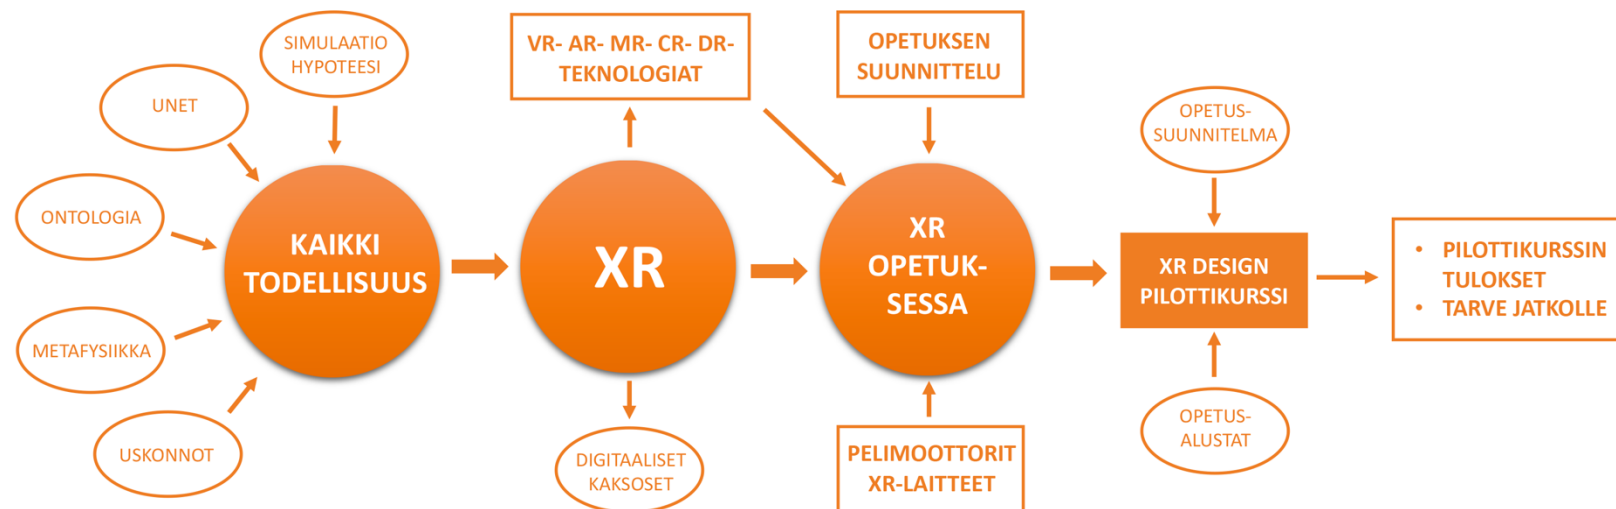 SIMULAATIO
HYPOTEESI
UNET
ONTOLOGIA
METAFYSIIKKA
USKONNOT
KAIKKI
TODELLISUUS
VR- AR- MR- CR- DR-
TEKNOLOGIAT
XR
DIGITAALISET
KAKSOSET
OPETUKSEN
SUUNNITTELU
XR
OPETUK-
SESSA
PELIMOOTTORIT
XR-LAITTEET
OPETUS-
SUUNNITELMA
XR DESIGN
PILOTTIKURSSI
OPETUS-
ALUSTAT
• PILOTTIKURSSIN
TULOKSET
• TARVE JATKOLLE